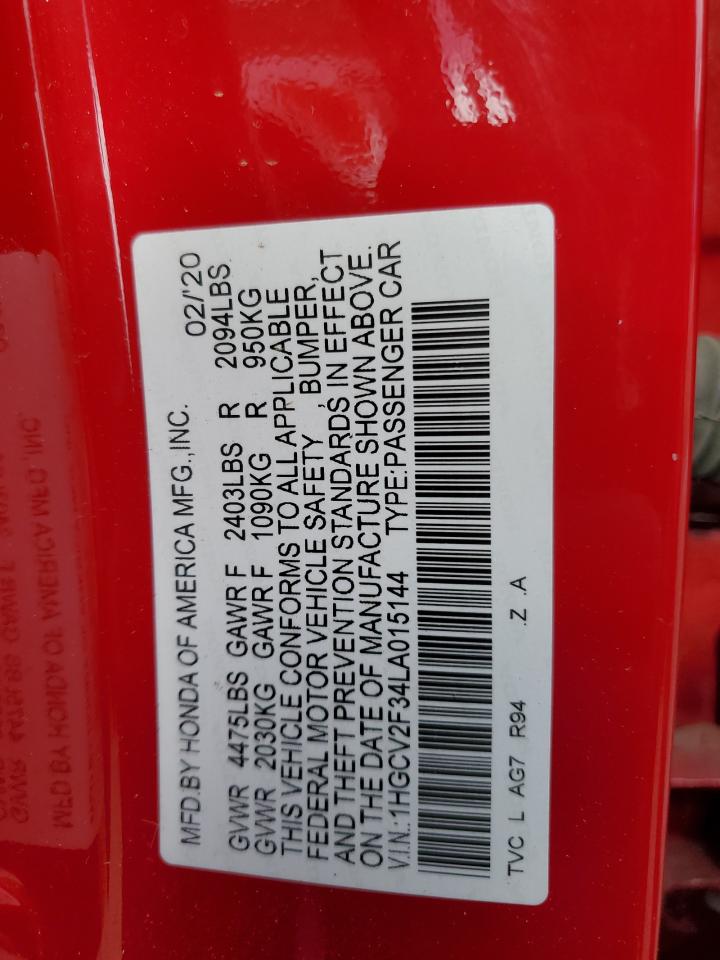 MFD.BY HONDA OF AMERICA MFG.,INC. 02/'20
GVWR 4475LBS GAWR F 2403LBS R 2094LBS
GVWR 2030KG GAWR F 1090KG R 950KG
THIS VEHICLE CONFORMS TO ALL APPLICABLE
FEDERAL MOTOR VEHICLE SAFETY , BUMPER,
AND THEFT PREVENTION STANDARDS IN EFFECT
ON THE DATE OF MANUFACTURE SHOWN ABOVE.
V.I.N.:1HGCV2F34LA015144 TYPE:PASSENGER CAR
TVC L AG7 R94 .Z .A